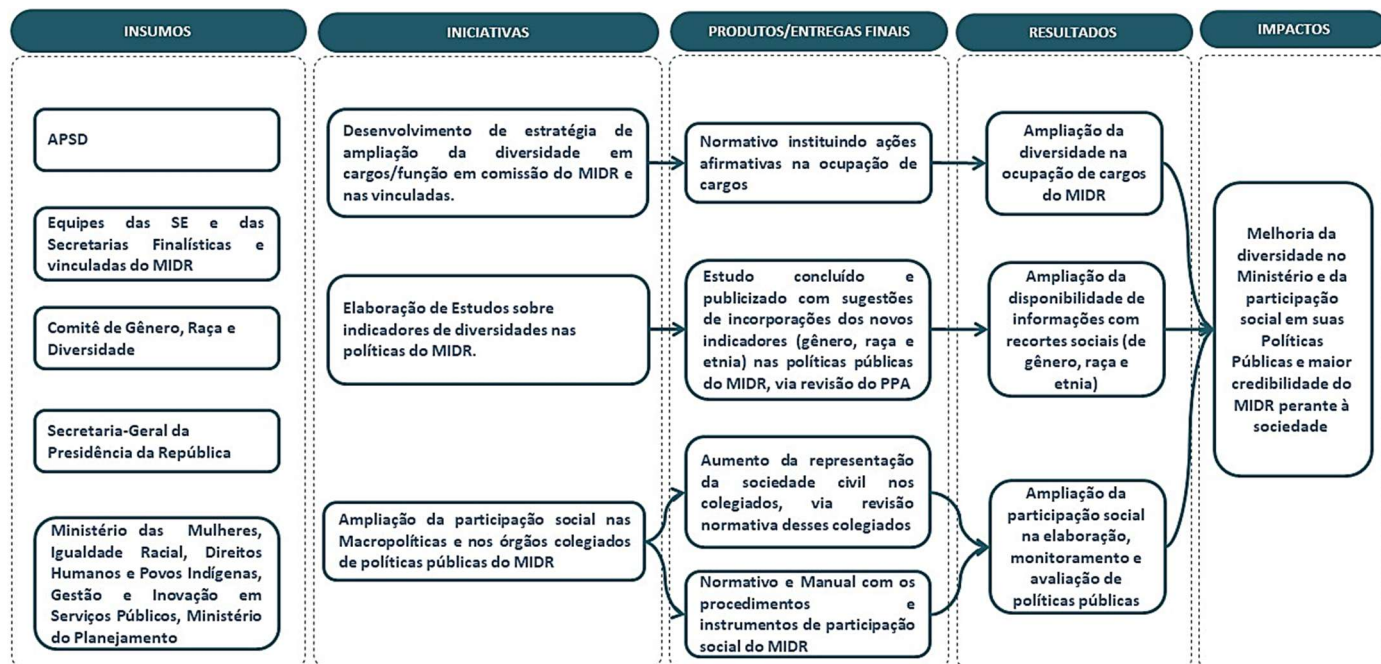 INSUMOS
INICIATIVAS
PRODUTOS/ENTREGAS FINAIS
RESULTADOS
IMPACTOS
APSD
Equipes das SE e das
Secretarias Finalísticas e
vinculadas do MIDR
Comitê de Gênero, Raça e
Diversidade
Secretaria-Geral da
Presidência da República
Ministério das Mulheres,
Igualdade Racial, Direitos
Humanos e Povos Indígenas,
Gestão e Inovação em
Serviços Públicos, Ministério
do Planejamento
Desenvolvimento de estratégia de
ampliação da diversidade em
cargos/função em comissão do MIDR e
nas vinculadas.
Elaboração de Estudos sobre
indicadores de diversidades nas
políticas do MIDR.
Ampliação da participação social nas
Macropolíticas e nos órgãos colegiados
de políticas públicas do MIDR
Normativo instituindo ações
afirmativas na ocupação de
cargos
Estudo concluído e
publicizado com sugestões
de incorporações dos novos
indicadores (gênero, raça e
etnia) nas políticas públicas
do MIDR, via revisão do PPA
Aumento da representação
da sociedade civil nos
colegiados, via revisão
normativa desses colegiados
Normativo e Manual com os
procedimentos e
instrumentos de participação
social do MIDR
Ampliação da
diversidade na
ocupação de cargos
do MIDR
Ampliação da
disponibilidade de
informações com
recortes sociais (de
gênero, raça e
etnia)
Ampliação da
participação social
na elaboração,
monitoramento e
avaliação de
políticas públicas
Melhoria da
diversidade no
Ministério e da
participação
social em suas
Políticas
Públicas e maior
credibilidade do
MIDR perante à
sociedade